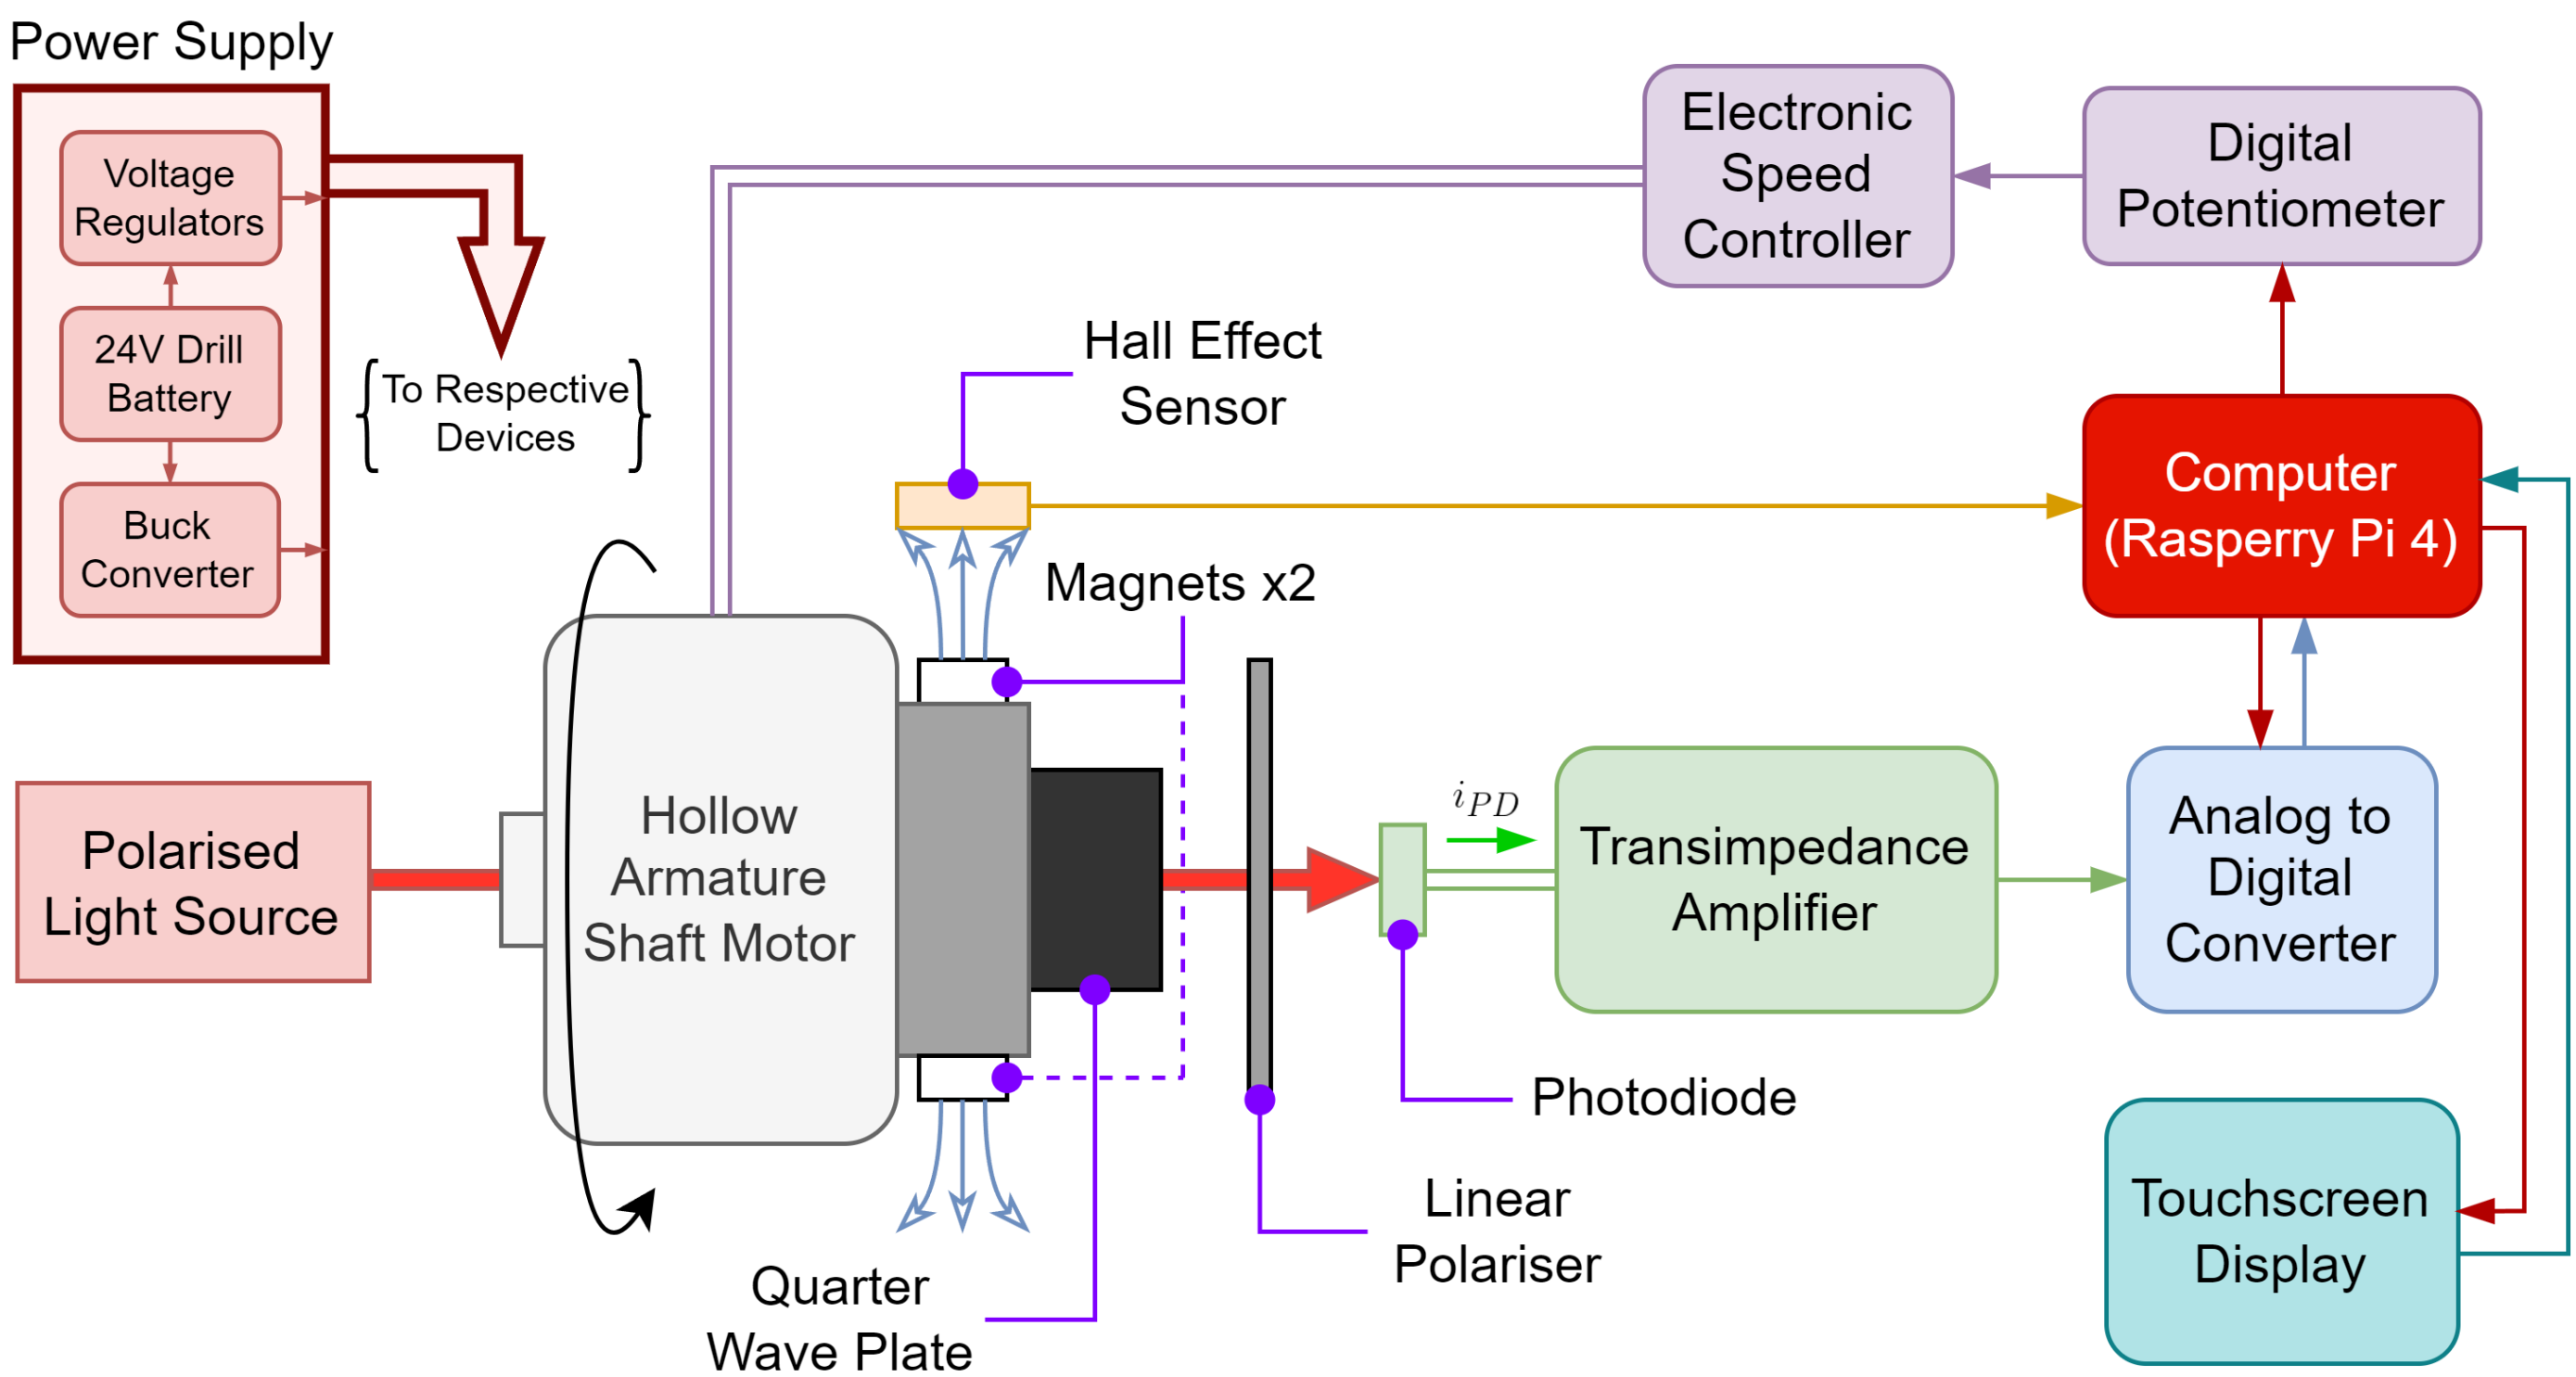 Power Supply
Voltage
Regulators
24V Drill
Battery
Buck
Converter
To Respective
Devices
Electronic
Speed
Controller
Digital
Potentiometer
Hall Effect
Sensor
Computer
(Rasperry Pi 4)
Magnets x2
Polarised
Light Source
Hollow
Armature
Shaft Motor
i_{PD}
Transimpedance
Amplifier
Analog to
Digital
Converter
Photodiode
Linear
Polariser
Quarter
Wave Plate
Touchscreen
Display